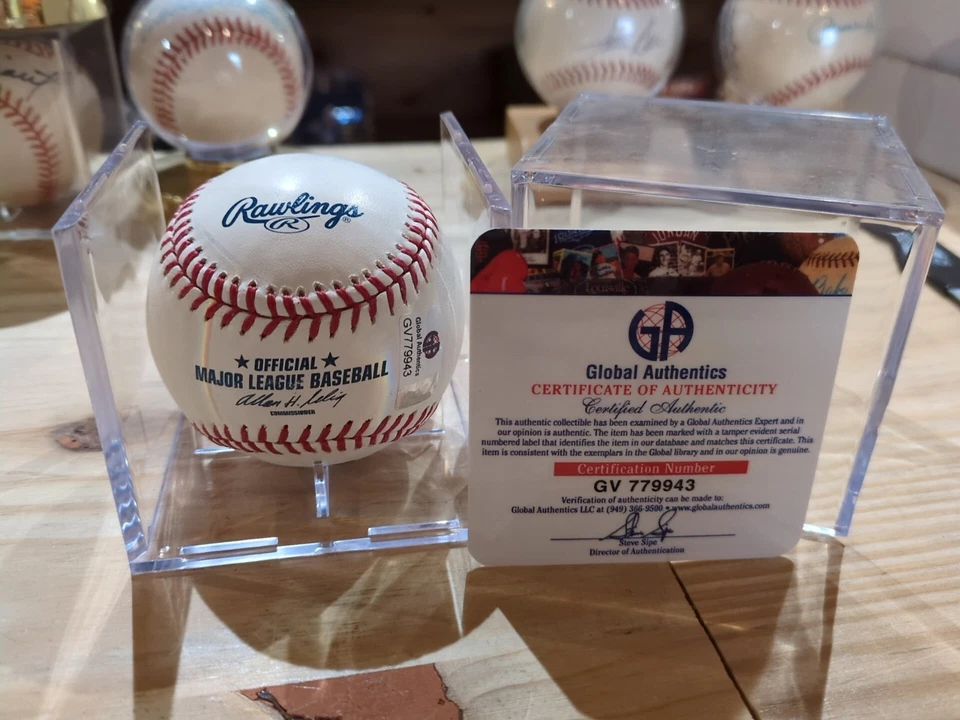 Rawlings
R
®
★ OFFICIAL ★
MAJOR LEAGUE BASEBALL
Allan H. Selig
COMMISSIONER
Global Authentics
GV779943
GA
Global Authentics
CERTIFICATE OF AUTHENTICITY
Certified Authentic
This authentic collectible has been examined by a Global Authentics Expert and in
our opinion is authentic. The item has been marked with a tamper evident serial
numbered label that identifies the item in our database and matches this certificate. This
item is consistent with the exemplars in the Global library and in our opinion is genuine.
Certification Number
GV 779943
Verification of authenticity can be made to:
Global Authentics LLC at (949) 366-9500 • www.globalauthentics.com
Steve Sipe
Director of Authentication